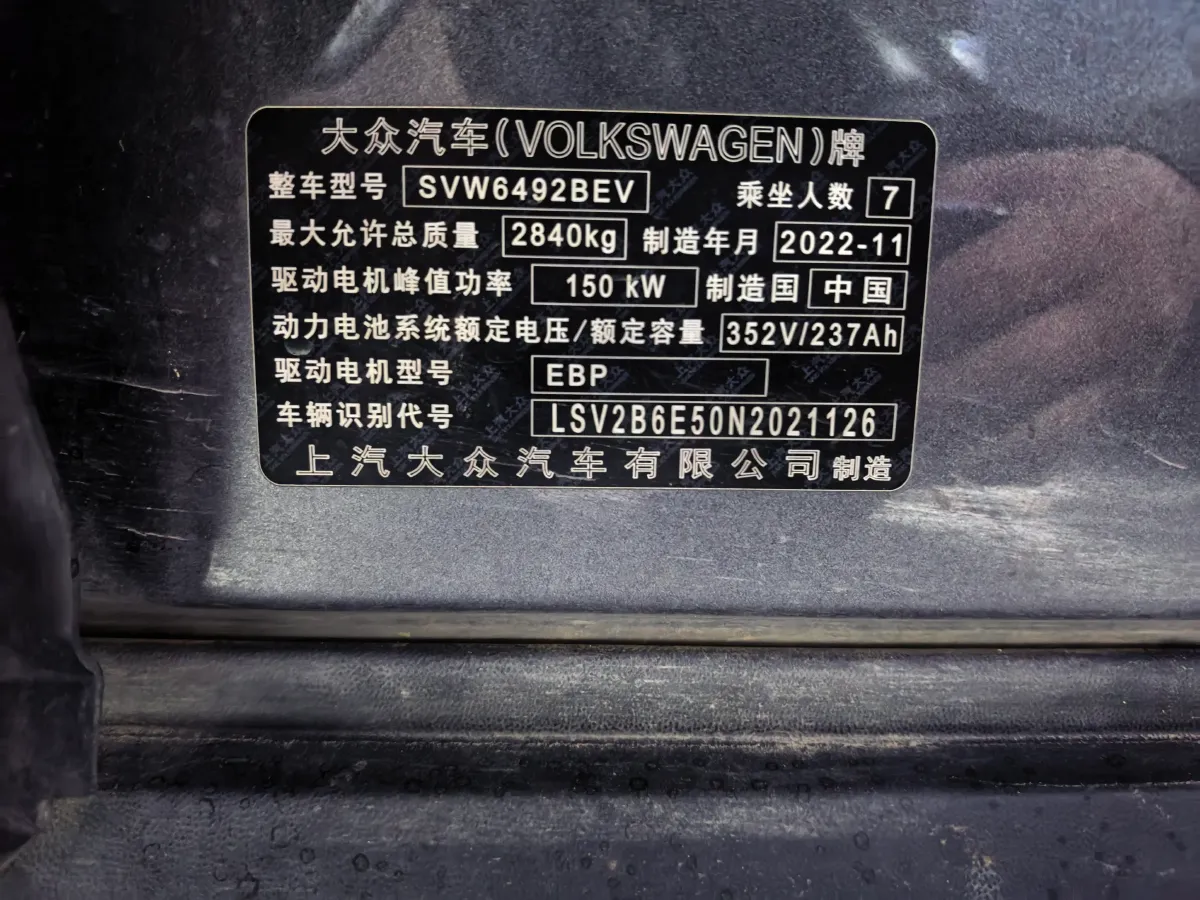 大众汽车(VOLKSWAGEN)牌
整车型号 SVW6492BEV 乘坐人数 7
最大允许总质量 2840kg 制造年月 2022-11
驱动电机峰值功率 150 kW 制造国 中国
动力电池系统额定电压/额定容量 352V/237Ah
驱动电机型号 EBP
车辆识别代号 LSV2B6E50N2021126
上汽大众汽车有限公司制造